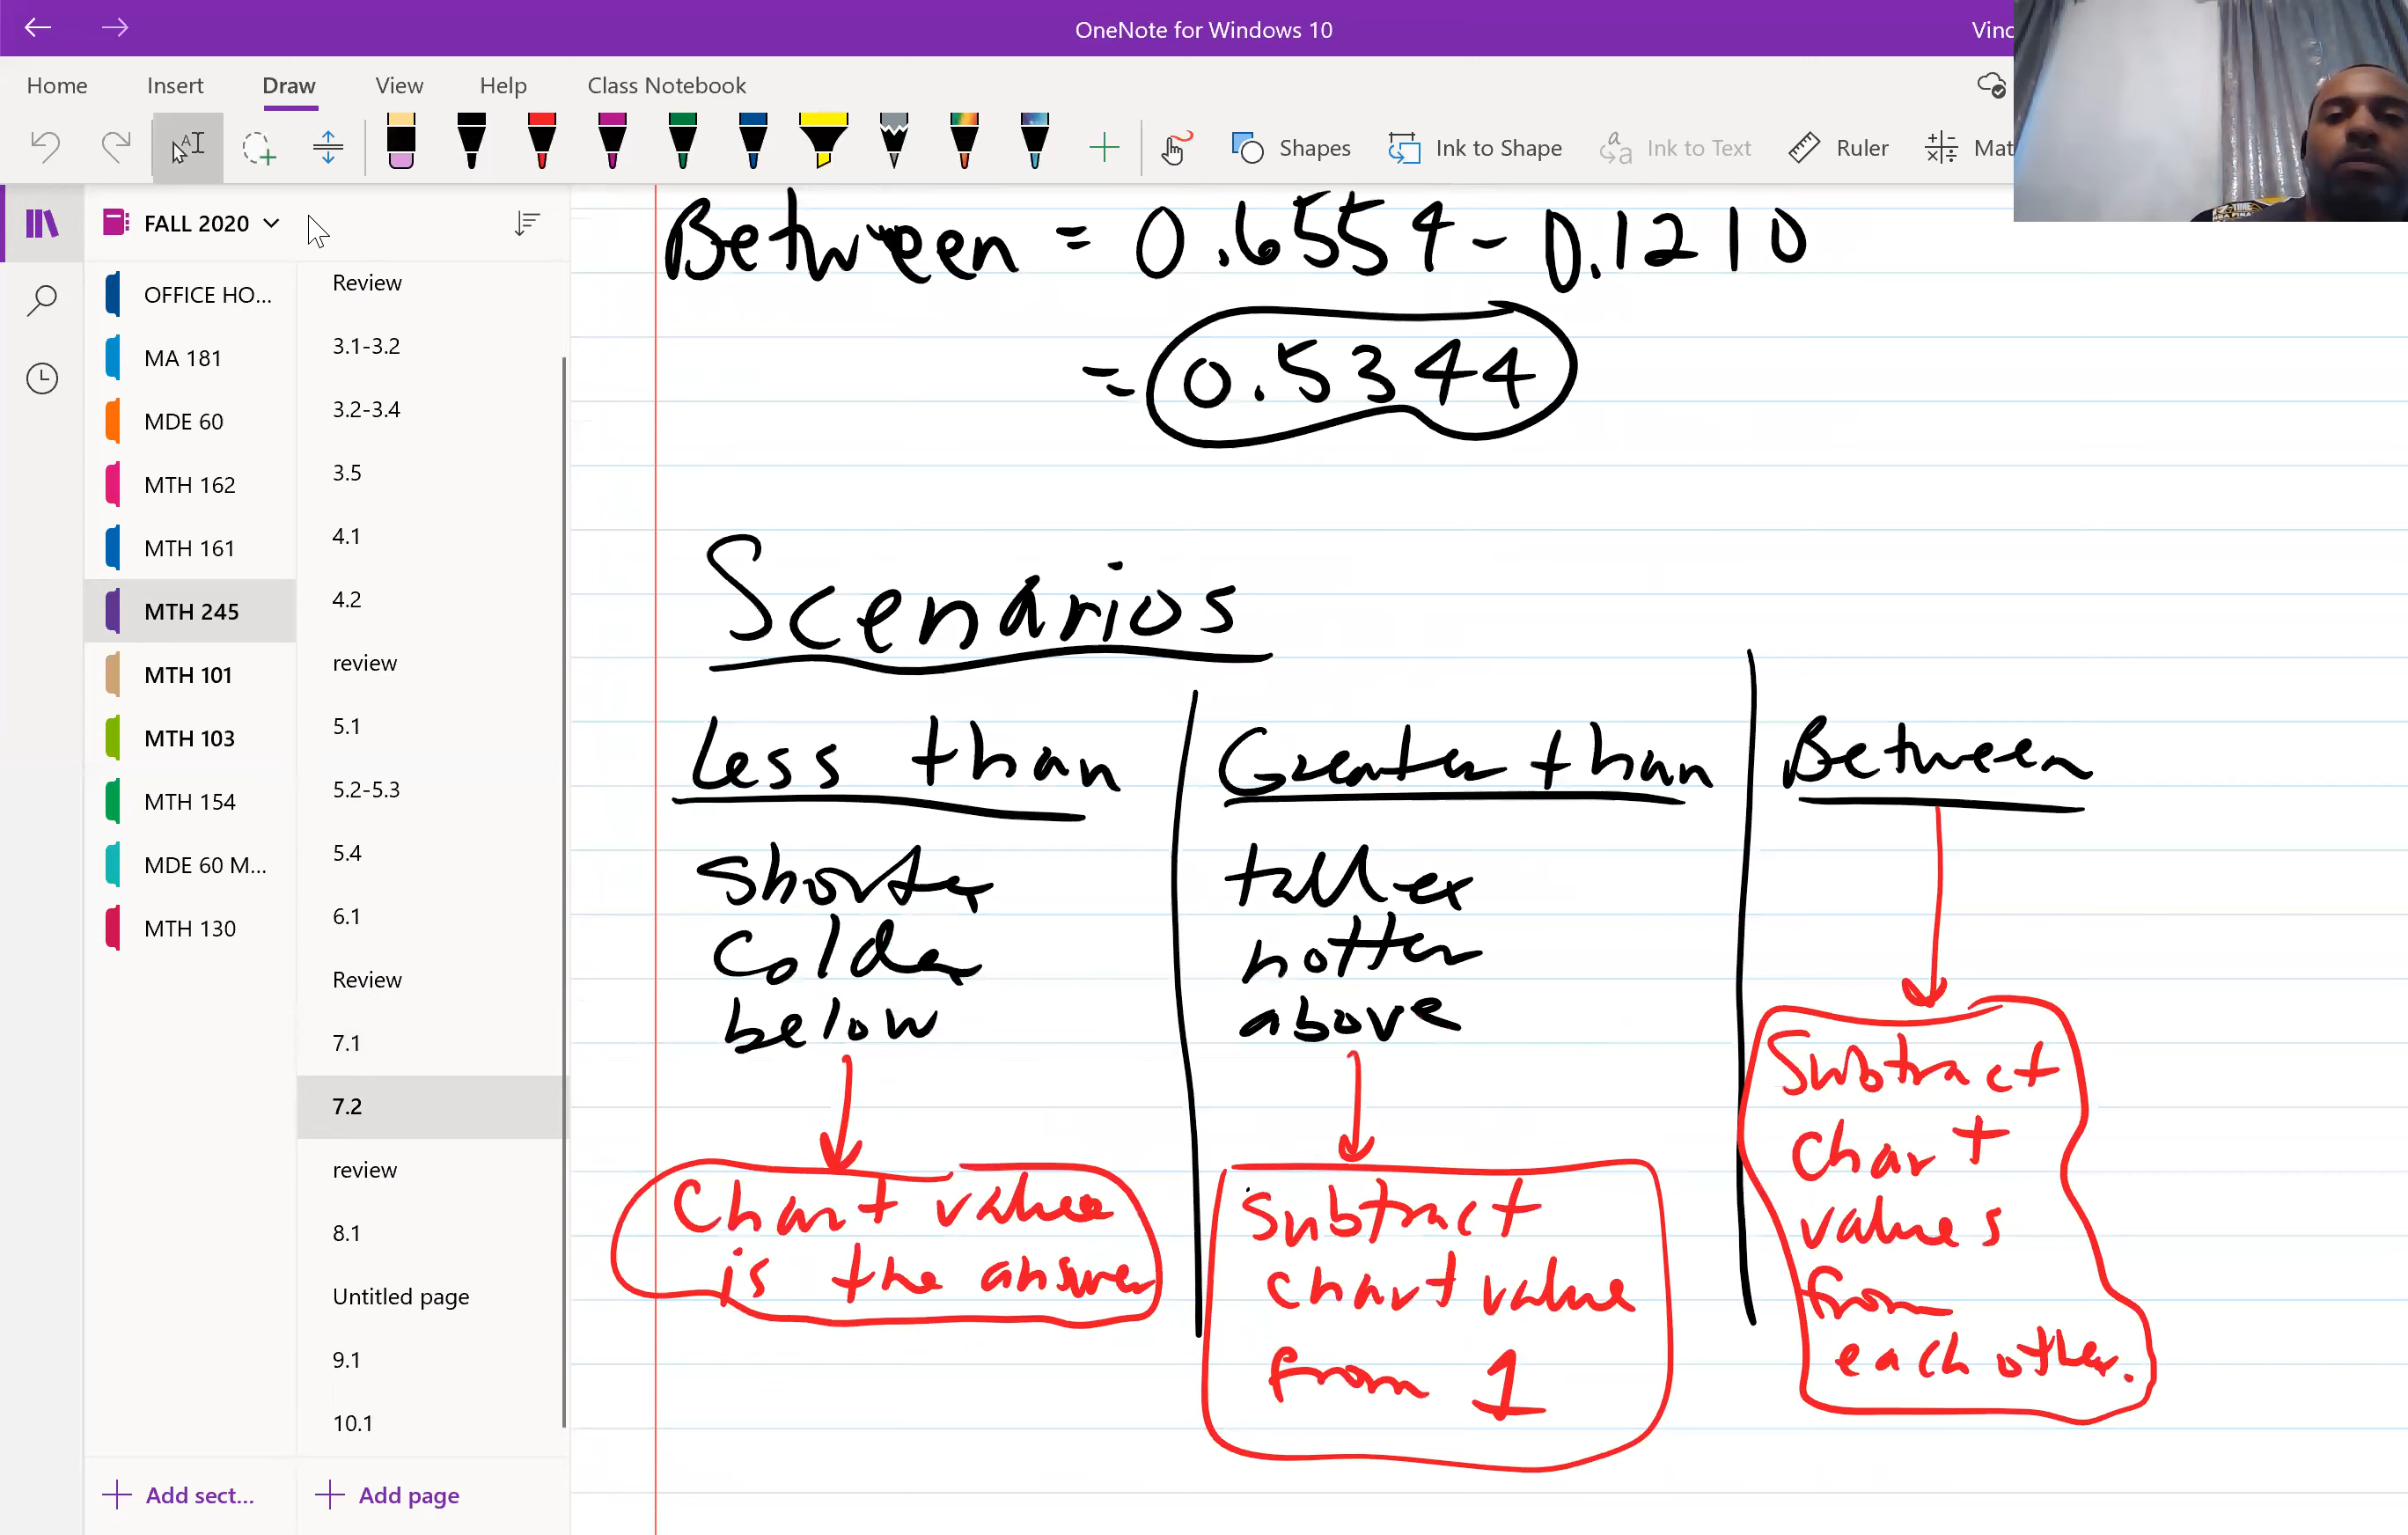 OneNote for Windows 10
Vinc
Home Insert Draw View Help Class Notebook
Shapes Ink to Shape Ink to Text Ruler Mat
FALL 2020
OFFICE HO...
MA 181
MDE 60
MTH 162
MTH 161
MTH 245
MTH 101
MTH 103
MTH 154
MDE 60 M...
MTH 130
Add sect...
Review
3.1-3.2
3.2-3.4
3.5
4.1
4.2
review
5.1
5.2-5.3
5.4
6.1
Review
7.1
7.2
review
8.1
Untitled page
9.1
10.1
Add page
Between = 0.6554 - 0.1210
= 0.5344
Scenarios
Less than
shorter
colder
below
Chart value
is the answer
Greater than
taller
hotter
above
Subtract
chart value
from 1
Between
Subtract
chart
values
from
each other.